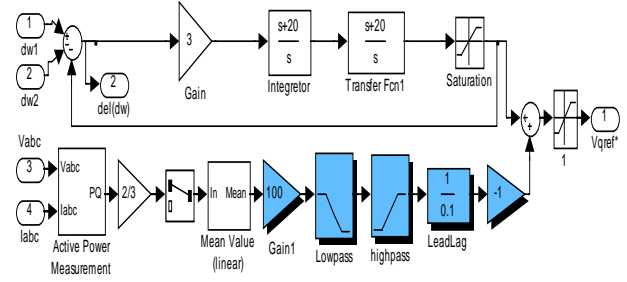 1
dw1
2
dw2
+
-
-
2
del(dw)
3
Gain
s+20
s
Integretor
s+20
s
Transfer Fcn1
Saturation
+
+
1
1
Vqref*
Vabc
3
4
Iabc
Vabc
Iabc
PQ
Active Power
Measurement
2/3
In
Mean
Mean Value
(linear)
100
Gain1
Lowpass
highpass
1
0.1
LeadLag
-1